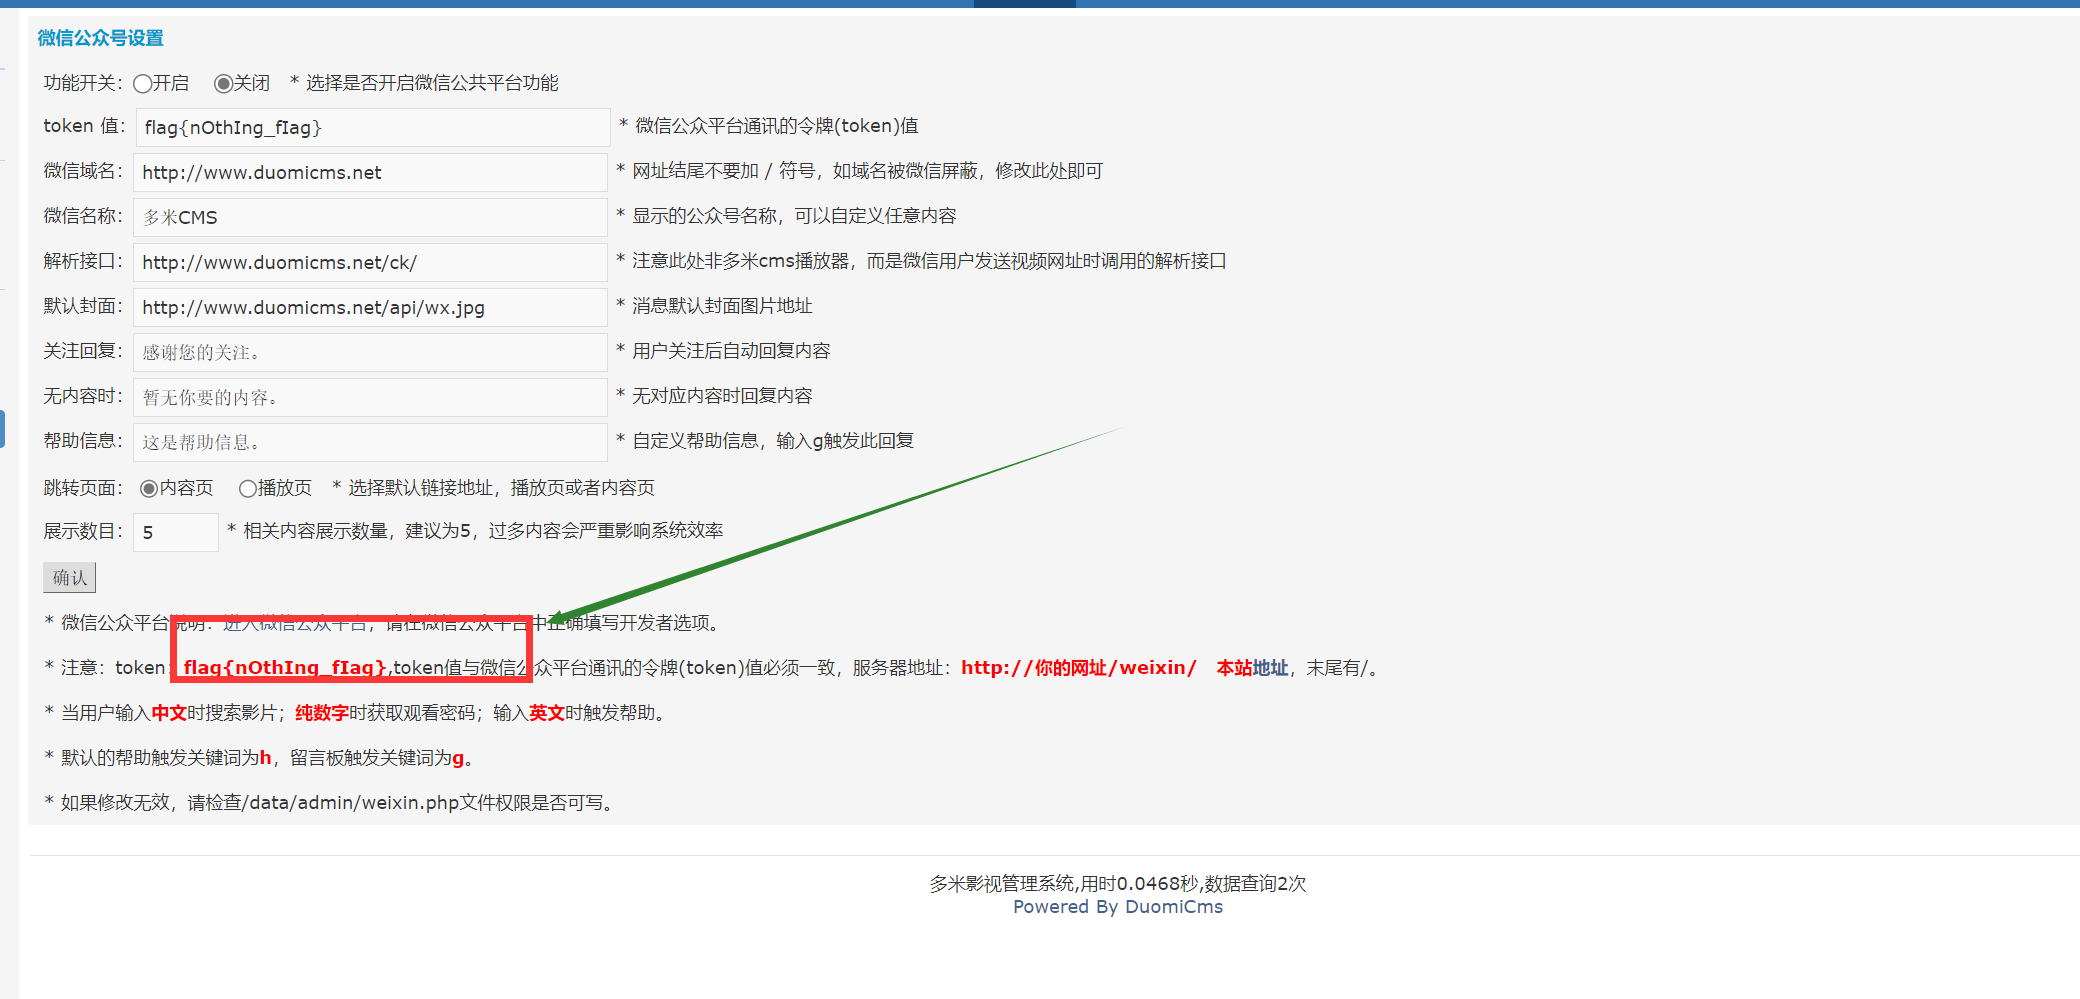 微信公众号设置
功能开关： 开启 关闭 * 选择是否开启微信公共平台功能
token 值： flag{nOthIng_fIag} * 微信公众平台通讯的令牌(token)值
微信域名： http://www.duomicms.net * 网址结尾不要加 / 符号，如域名被微信屏蔽，修改此处即可
微信名称： 多米CMS * 显示的公众号名称，可以自定义任意内容
解析接口： http://www.duomicms.net/ck/ * 注意此处非多米cms播放器，而是微信用户发送视频网址时调用的解析接口
默认封面： http://www.duomicms.net/api/wx.jpg * 消息默认封面图片地址
关注回复： 感谢您的关注。 * 用户关注后自动回复内容
无内容时： 暂无你要的内容。 * 无对应内容时回复内容
帮助信息： 这是帮助信息。 * 自定义帮助信息，输入g触发此回复
跳转页面： 内容页 播放页 * 选择默认链接地址，播放页或者内容页
展示数目： 5 * 相关内容展示数量，建议为5，过多内容会严重影响系统效率
确认
* 微信公众平台说明：进入微信公众平台，请在微信公众平台中正确填写开发者选项。
* 注意：token：flag{nOthIng_fIag},token值与微信公众平台通讯的令牌(token)值必须一致，服务器地址：http://你的网址/weixin/ 本站地址，末尾有/。
* 当用户输入中文时搜索影片；纯数字时获取观看密码；输入英文时触发帮助。
* 默认的帮助触发关键词为h，留言板触发关键词为g。
* 如果修改无效，请检查/data/admin/weixin.php文件权限是否可写。
多米影视管理系统,用时0.0468秒,数据查询2次
Powered By DuomiCms